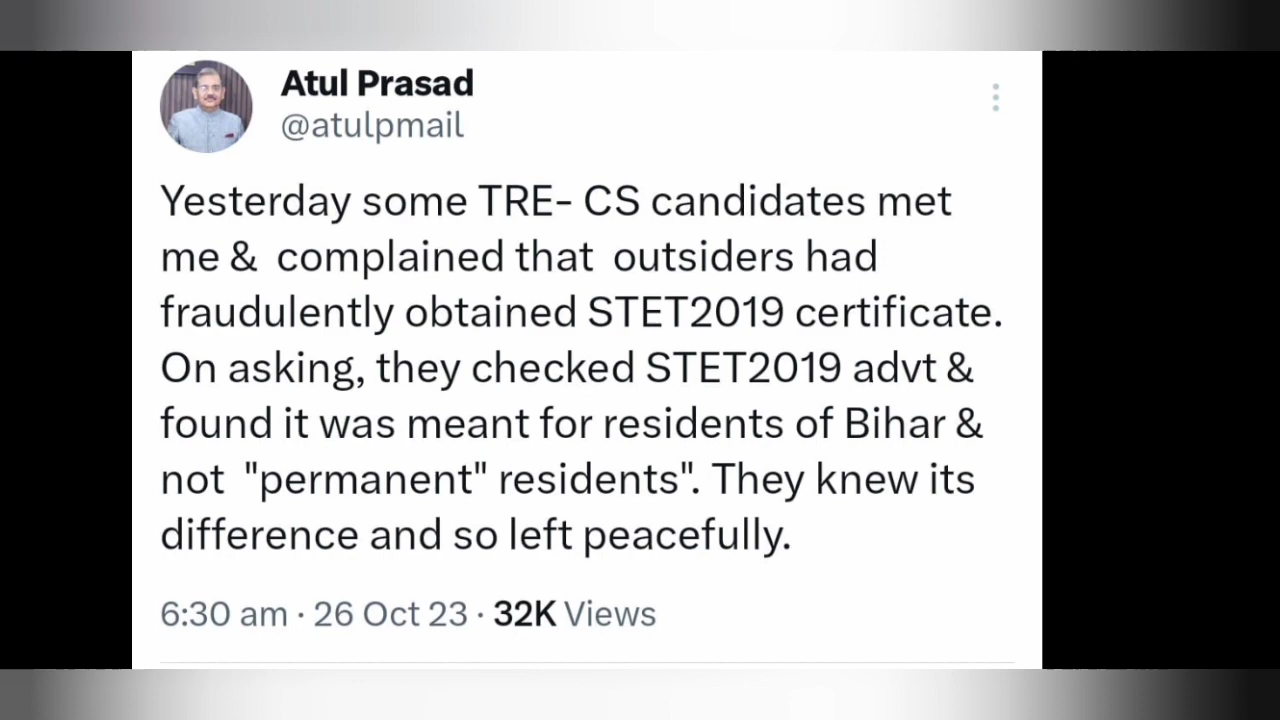 Atul Prasad
@atulpmail
Yesterday some TRE- CS candidates met
me &  complained that  outsiders had
fraudulently obtained STET2019 certificate.
On asking, they checked STET2019 advt &
found it was meant for residents of Bihar &
not  "permanent" residents". They knew its
difference and so left peacefully.
6:30 am · 26 Oct 23 · 32K Views